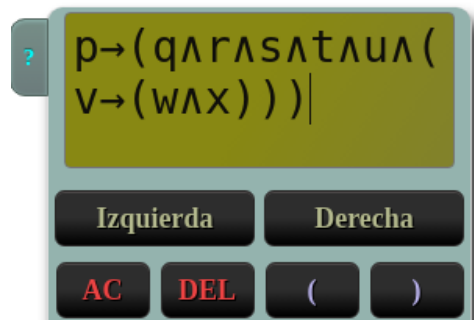 ?
p→(q∧r∧s∧t∧u∧(
v→(w∧x)))
Izquierda Derecha
AC DEL ( )